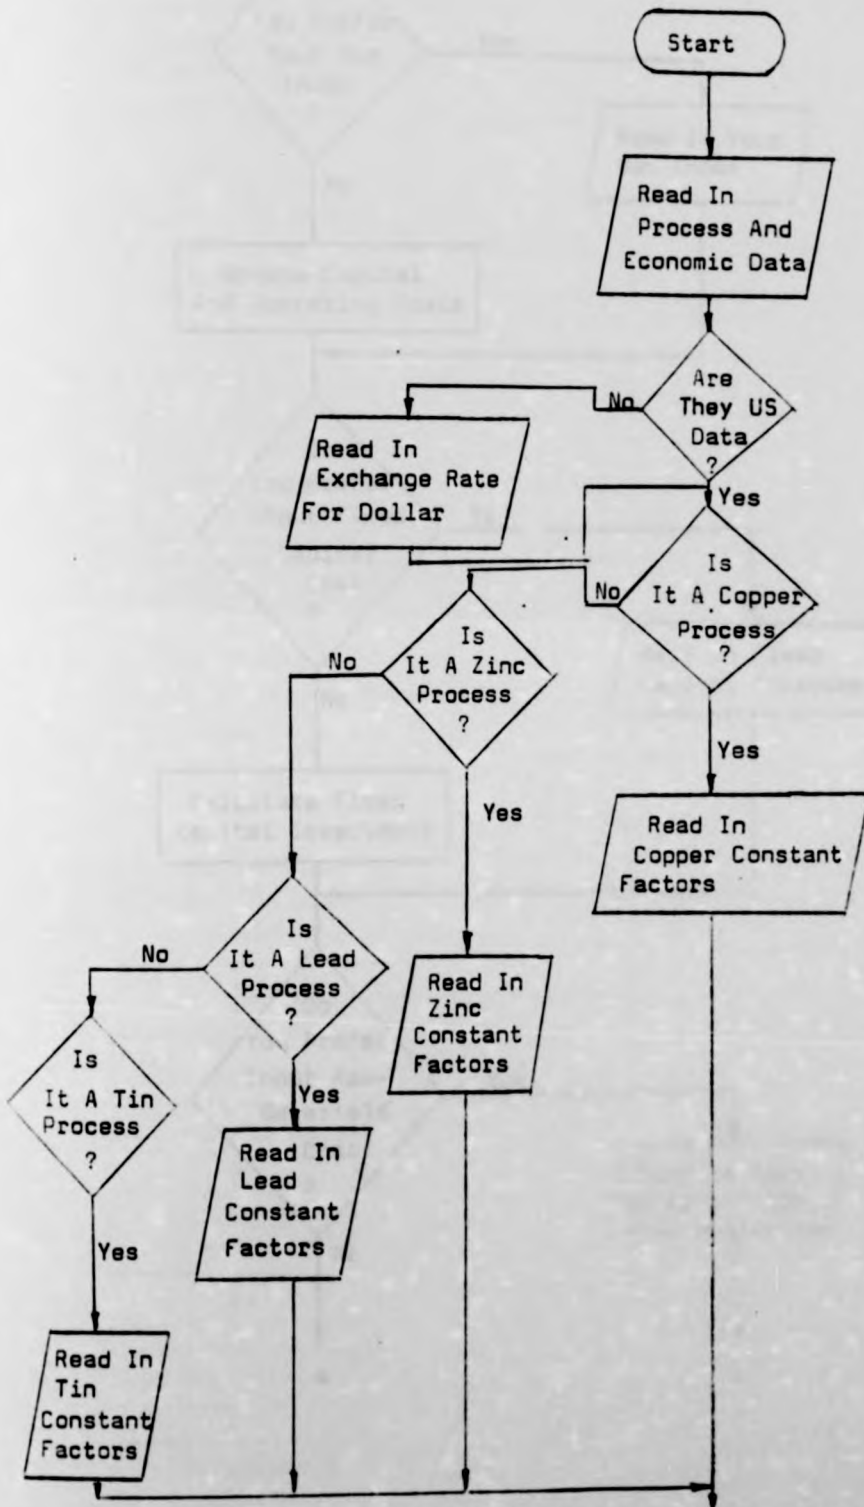 Start
Read In
Process And
Economic Data
Are
They US
Data
?
No
Yes
Read In
Exchange Rate
For Dollar
Is
It A Copper
Process
?
No
Yes
Is
It A Zinc
Process
?
No
Yes
Read In
Copper Constant
Factors
Is
It A Lead
Process
?
No
Yes
Read In
Zinc
Constant
Factors
Is
It A Tin
Process
?
Yes
Read In
Lead
Constant
Factors
Read In
Tin
Constant
Factors